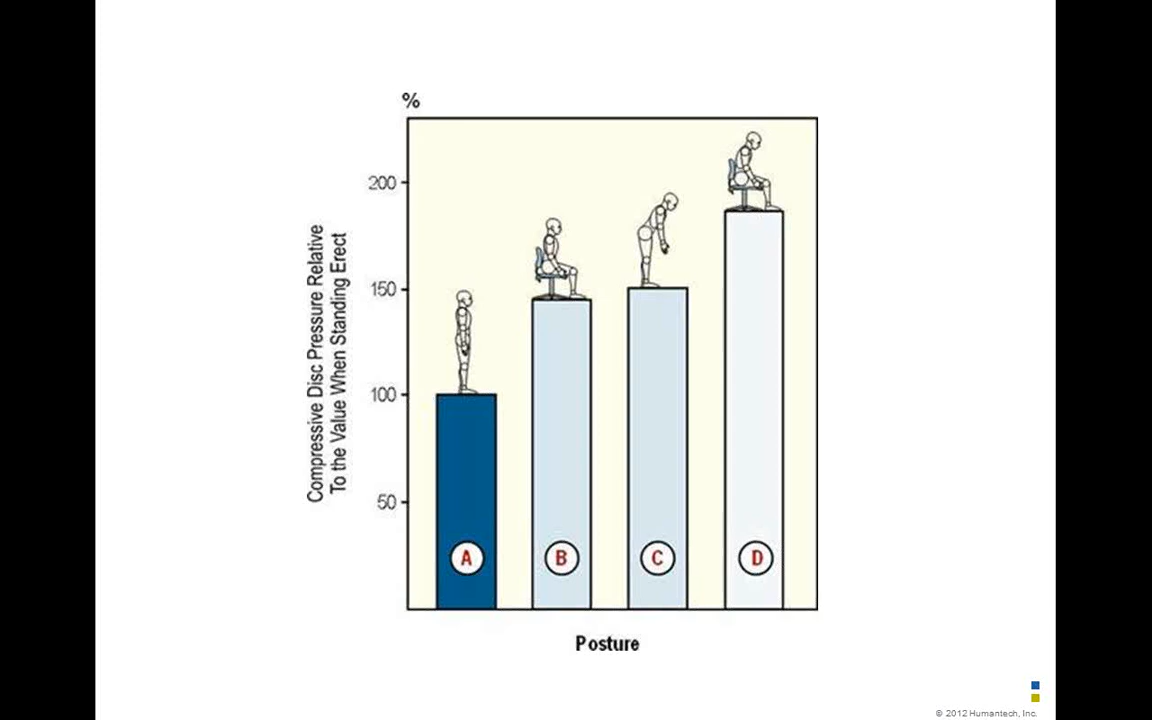 %
200
150
100
50
Compressive Disc Pressure Relative
To the Value When Standing Erect
A
B
C
D
Posture
© 2012 Humantech, Inc.